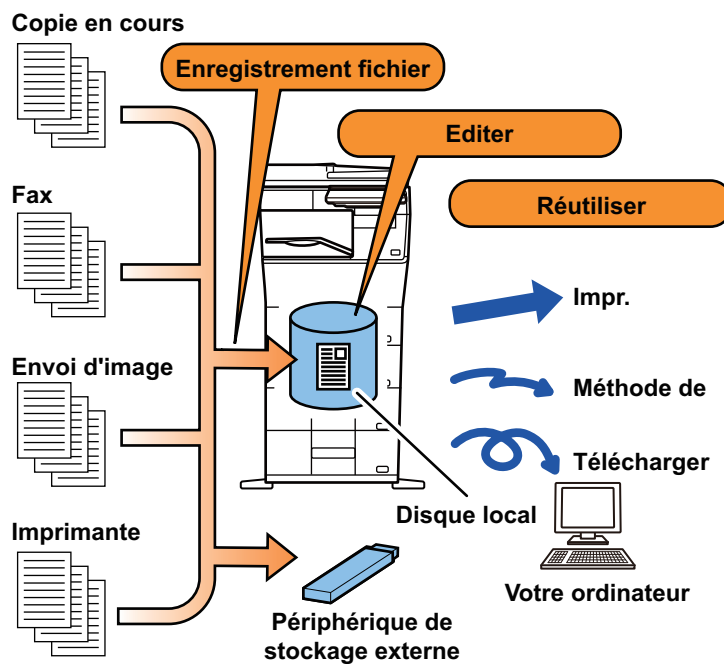 Copie en cours
Enregistrement fichier
Editer
Fax
Réutiliser
Impr.
Envoi d'image
Méthode de
Télécharger
Disque local
Imprimante
Votre ordinateur
Périphérique de
stockage externe